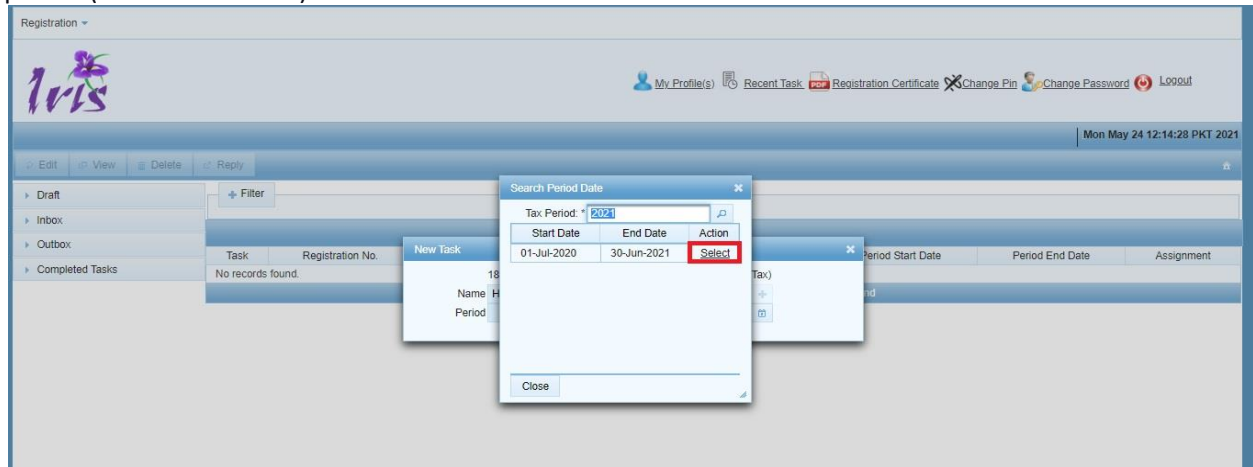 Registration
Iris
My Profile(s) Recent Task Registration Certificate Change Pin Change Password Logout
Mon May 24 12:14:28 PKT 2021
Edit View Delete Reply
Draft
Inbox
Outbox
Completed Tasks
Filter
Task Registration No. Period Start Date Period End Date Assignment
No records found.
New Task
18 Tax)
Name H
Period
Search Period Date
Tax Period: * 2021
Start Date End Date Action
01-Jul-2020 30-Jun-2021 Select
Close